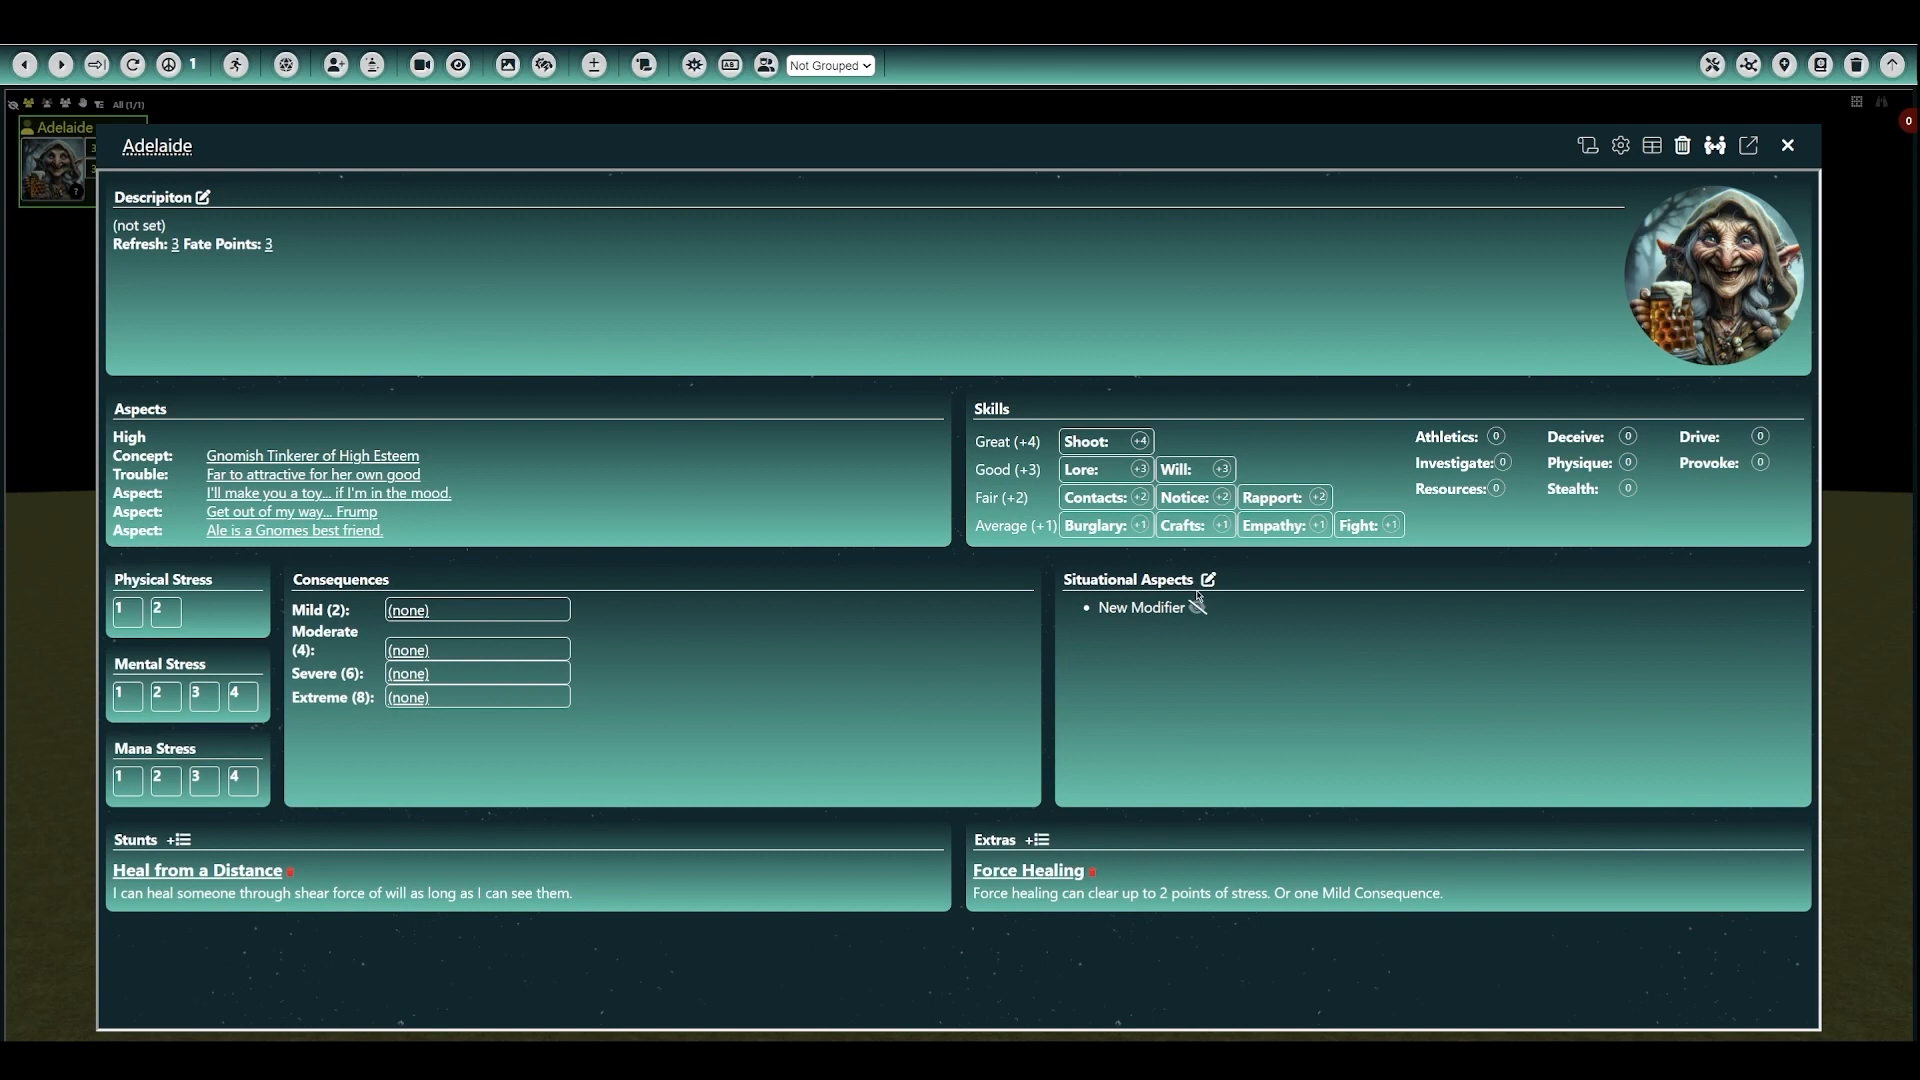 1
Not Grouped
All (1/1)
0
Adelaide
3
3
?
Adelaide
Descripiton
(not set)
Refresh: 3 Fate Points: 3
Aspects
High
Concept: Gnomish Tinkerer of High Esteem
Trouble: Far to attractive for her own good
Aspect: I'll make you a toy... if I'm in the mood.
Aspect: Get out of my way... Frump
Aspect: Ale is a Gnomes best friend.
Skills
Great (+4) Shoot: +4
Good (+3) Lore: +3 Will: +3
Fair (+2) Contacts: +2 Notice: +2 Rapport: +2
Average (+1) Burglary: +1 Crafts: +1 Empathy: +1 Fight: +1
Athletics: 0 Deceive: 0 Drive: 0
Investigate: 0 Physique: 0 Provoke: 0
Resources: 0 Stealth: 0
Physical Stress
1 2
Mental Stress
1 2 3 4
Mana Stress
1 2 3 4
Consequences
Mild (2): (none)
Moderate
(4): (none)
Severe (6): (none)
Extreme (8): (none)
Situational Aspects
• New Modifier
Stunts
Heal from a Distance
I can heal someone through shear force of will as long as I can see them.
Extras
Force Healing
Force healing can clear up to 2 points of stress. Or one Mild Consequence.